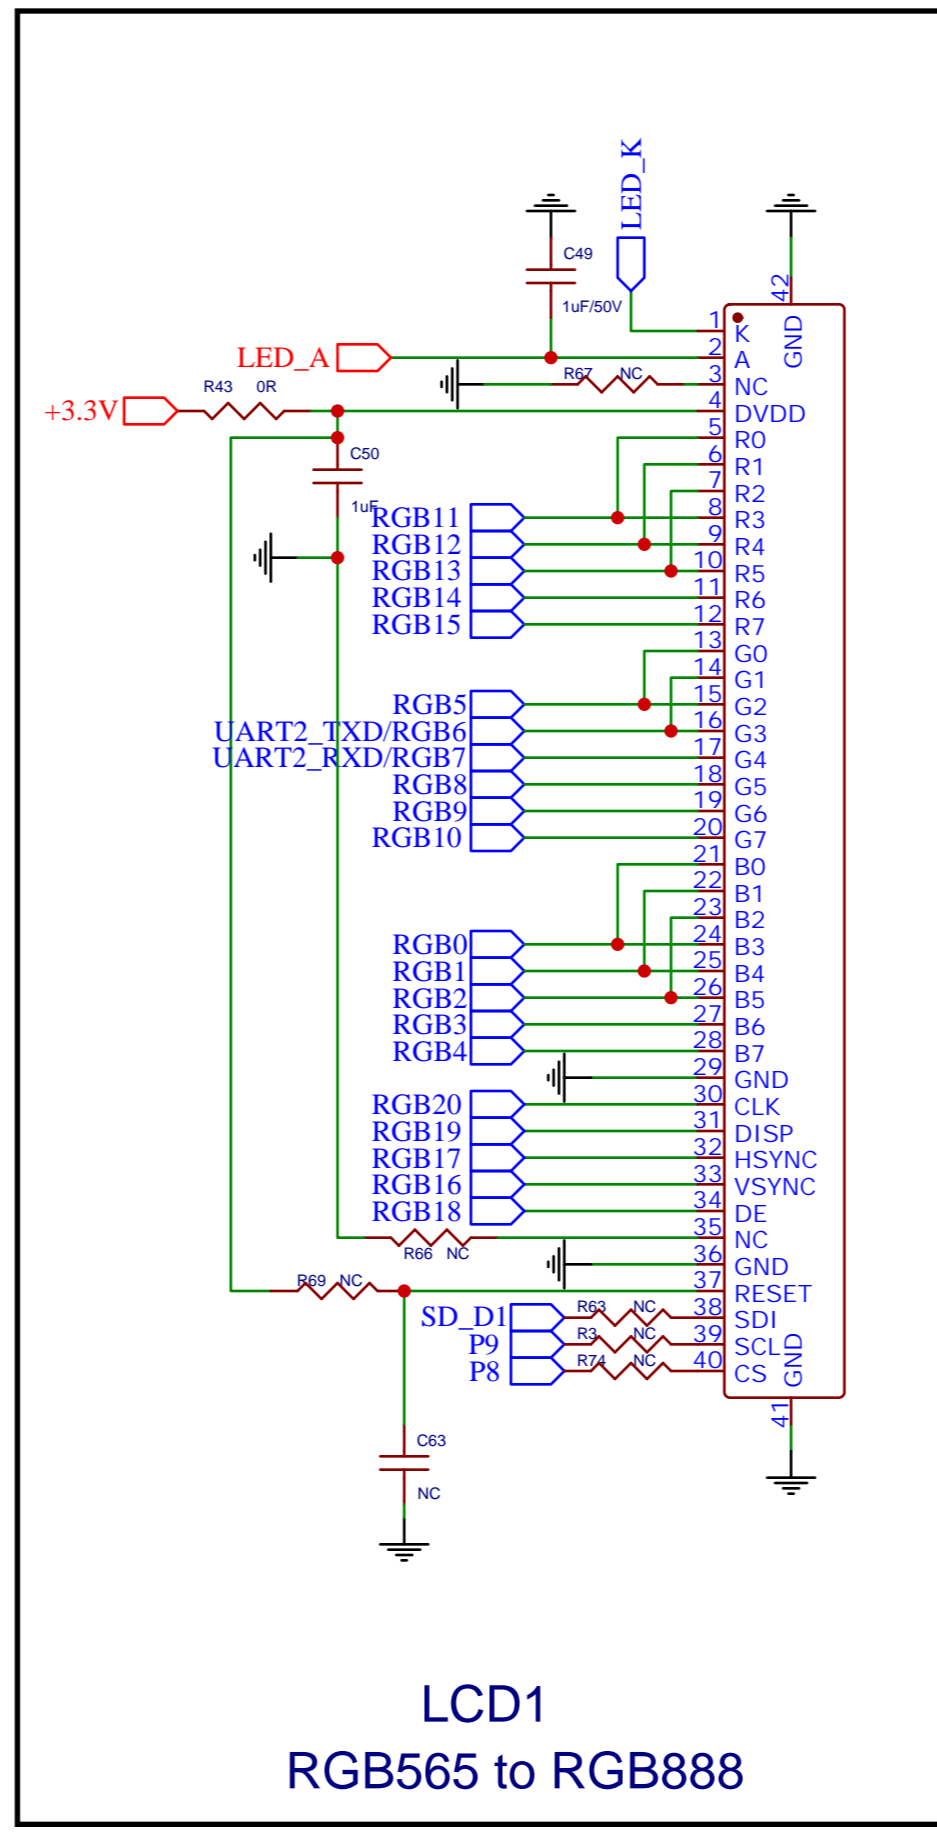 LED_K
C49
1uF/50V
42
GND
1
K
LED_A
2
A
R67
NC
3
NC
+3.3V
R43
0R
4
DVDD
5
R0
C50
1uF
6
R1
7
R2
RGB11
8
R3
RGB12
9
R4
RGB13
10
R5
RGB14
11
R6
RGB15
12
R7
13
G0
14
G1
RGB5
15
G2
UART2_TXD/RGB6
16
G3
UART2_RXD/RGB7
17
G4
RGB8
18
G5
RGB9
19
G6
RGB10
20
G7
21
B0
22
B1
23
B2
RGB0
24
B3
RGB1
25
B4
RGB2
26
B5
RGB3
27
B6
RGB4
28
B7
29
GND
RGB20
30
CLK
RGB19
31
DISP
RGB17
32
HSYNC
RGB16
33
VSYNC
RGB18
34
DE
R66
NC
35
NC
36
GND
R69
NC
37
RESET
SD_D1
R63
NC
38
SDI
P9
R3
NC
39
SCL
P8
R74
NC
40
CS
GND
41
C63
NC
LCD1
RGB565 to RGB888